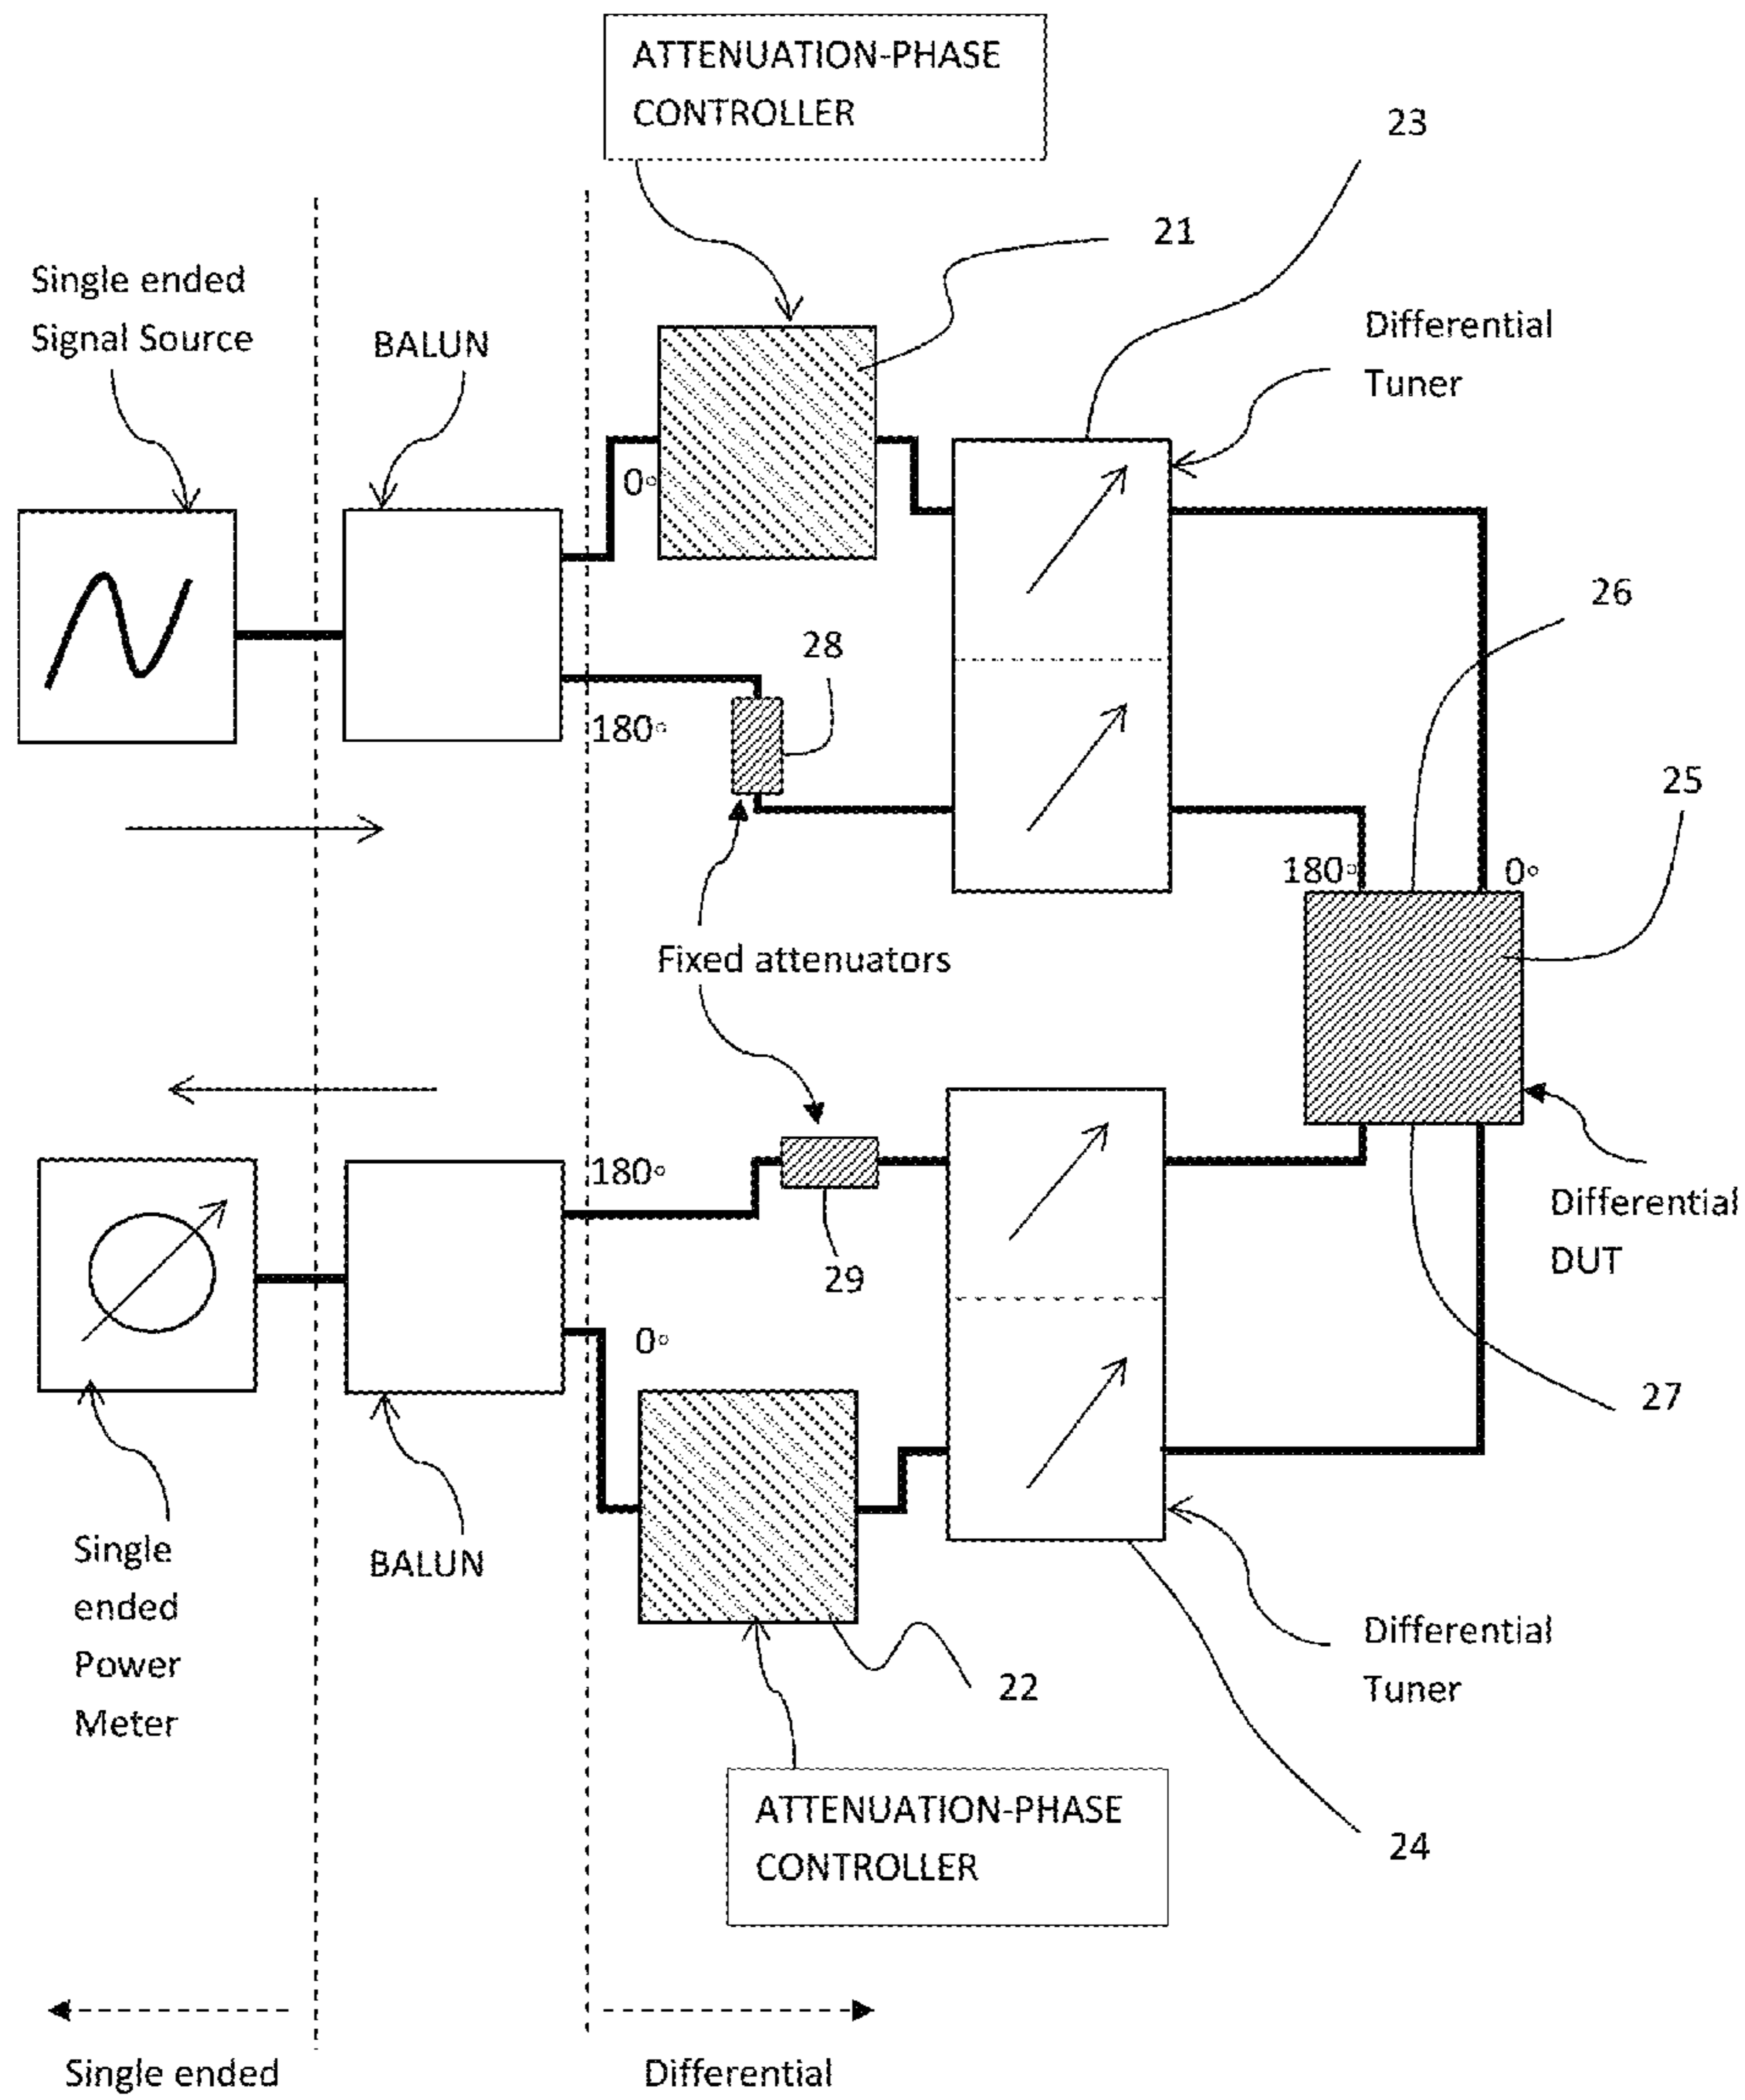 ATTENUATION-PHASE
CONTROLLER
23
21
Single ended
Signal Source
BALUN
Differential
Tuner
0°
26
28
180°
25
180°
0°
Fixed attenuators
180°
29
Differential
DUT
0°
27
Single
ended
Power
Meter
BALUN
Differential
Tuner
22
ATTENUATION-PHASE
CONTROLLER
24
Single ended
Differential